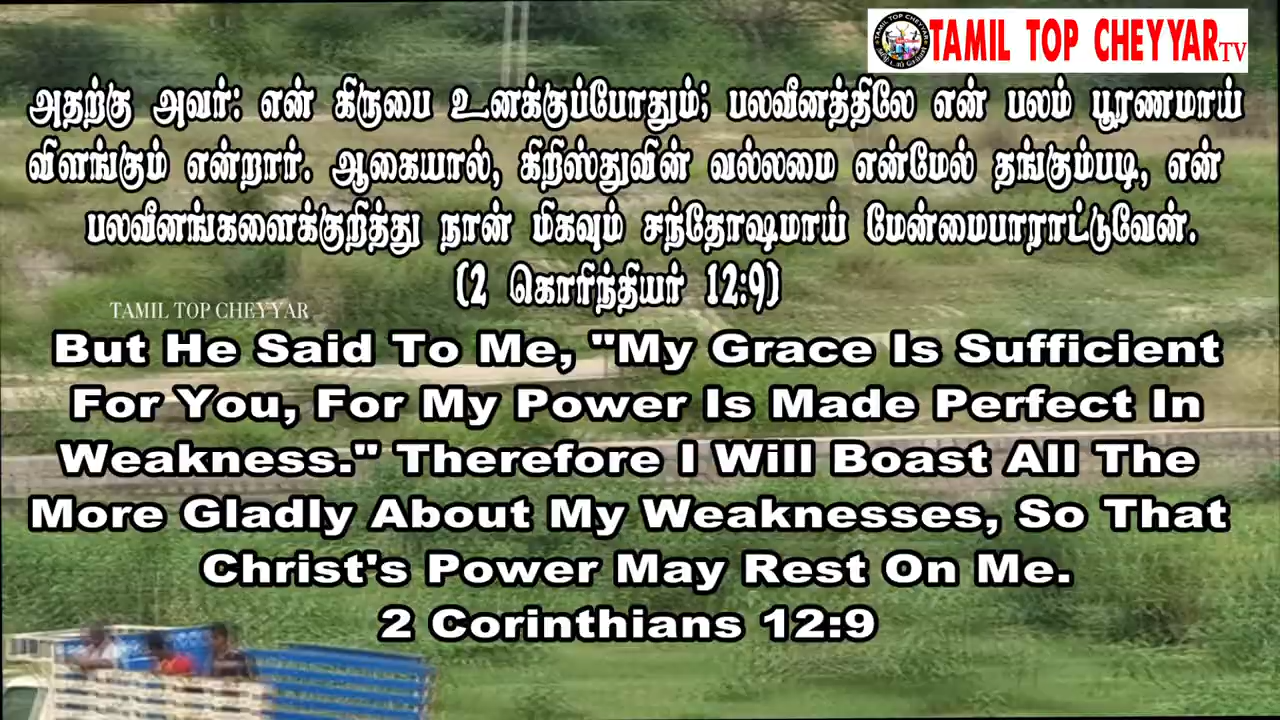 TAMIL TOP CHEYYAR TV
அதற்கு அவர்: என் கிருபை உனக்குப்போதும்; பலவீனத்திலே என் பலம் பூரணமாய்
விளங்கும் என்றார். ஆகையால், கிறிஸ்துவின் வல்லமை என்மேல் தங்கும்படி, என்
பலவீனங்களைக்குறித்து நான் மிகவும் சந்தோஷமாய் மேன்மைபாராட்டுவேன்.
(2 கொரிந்தியர் 12:9)
TAMIL TOP CHEYYAR
But He Said To Me, "My Grace Is Sufficient
For You, For My Power Is Made Perfect In
Weakness." Therefore I Will Boast All The
More Gladly About My Weaknesses, So That
Christ's Power May Rest On Me.
2 Corinthians 12:9